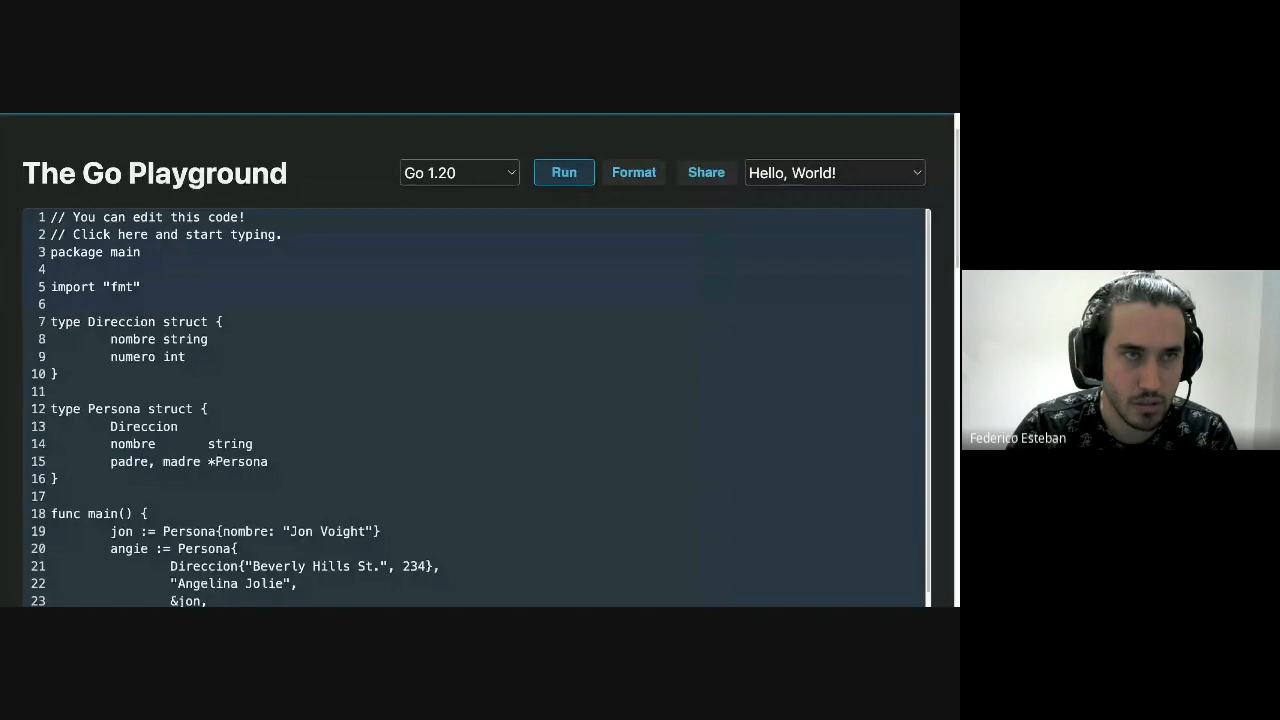 The Go Playground
Go 1.20
Run
Format
Share
Hello, World!
1 // You can edit this code!
2 // Click here and start typing.
3 package main
4
5 import "fmt"
6
7 type Direccion struct {
8 nombre string
9 numero int
10 }
11
12 type Persona struct {
13 Direccion
14 nombre string
15 padre, madre *Persona
16 }
17
18 func main() {
19 jon := Persona{nombre: "Jon Voight"}
20 angie := Persona{
21 Direccion{"Beverly Hills St.", 234},
22 "Angelina Jolie",
23 &jon,
Federico Esteban